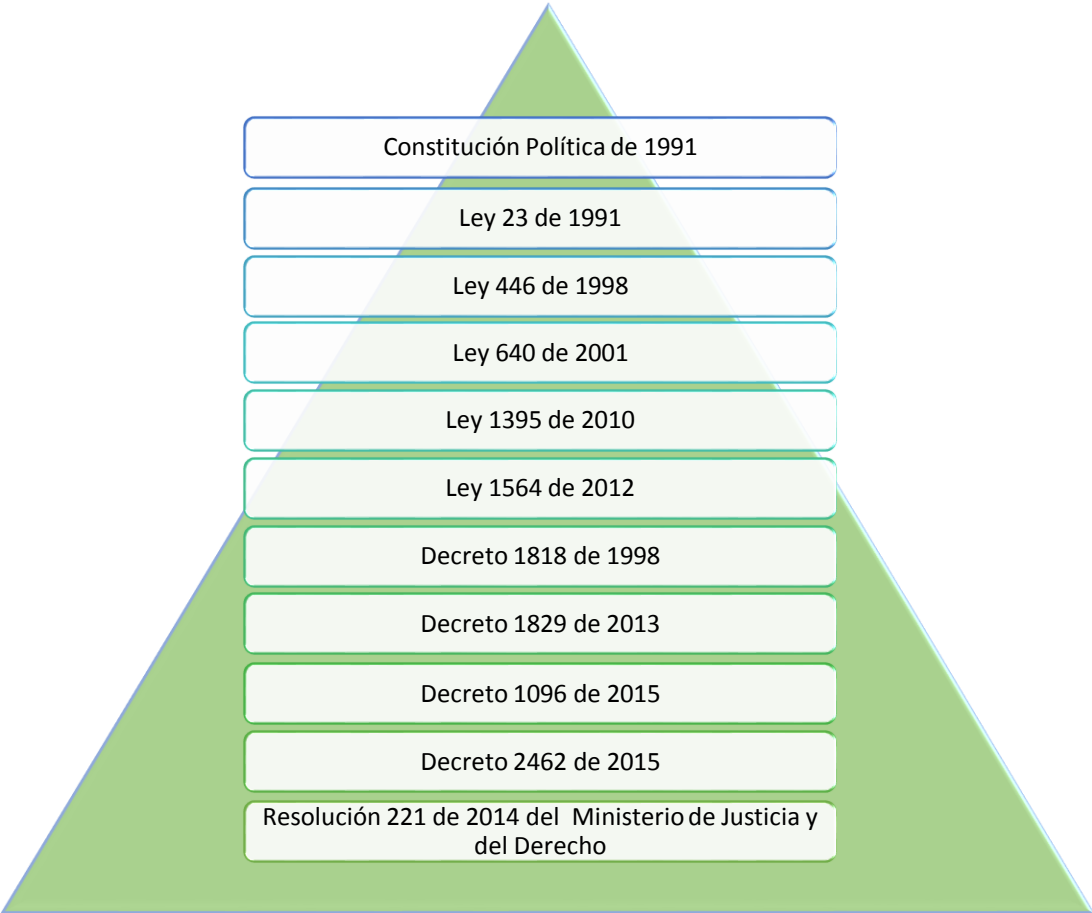 Constitución Política de 1991
Ley 23 de 1991
Ley 446 de 1998
Ley 640 de 2001
Ley 1395 de 2010
Ley 1564 de 2012
Decreto 1818 de 1998
Decreto 1829 de 2013
Decreto 1096 de 2015
Decreto 2462 de 2015
Resolución 221 de 2014 del Ministerio de Justicia y
del Derecho